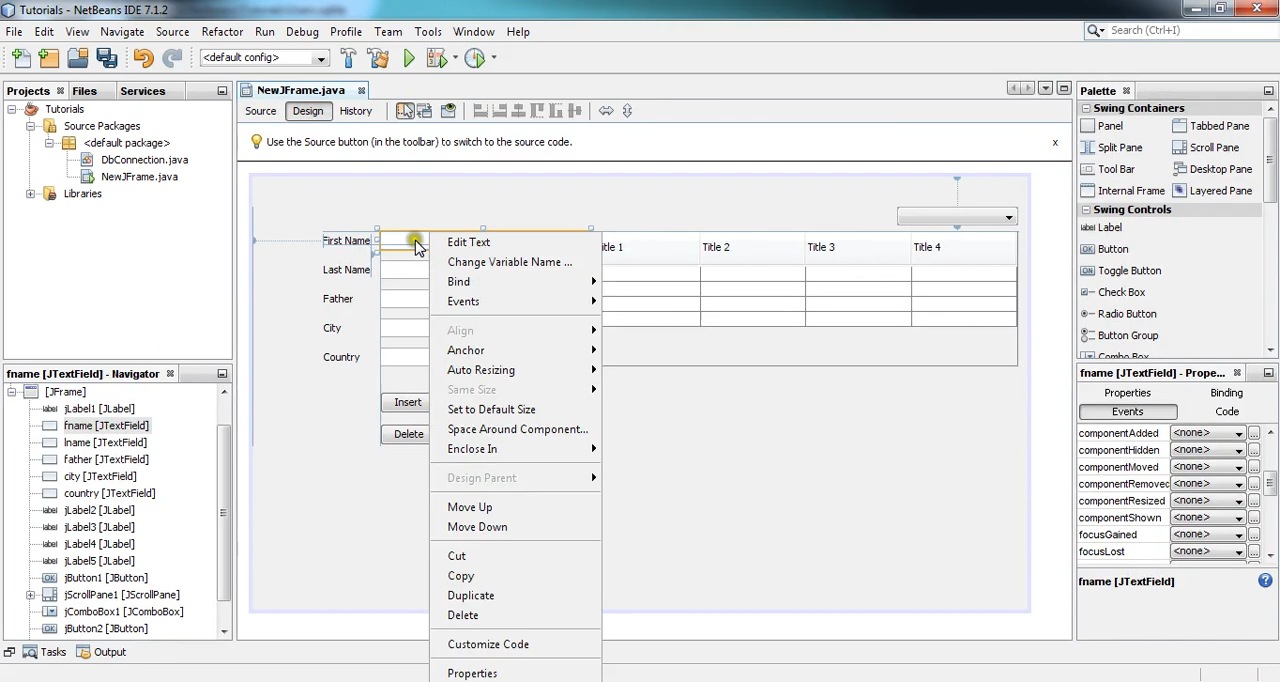 Tutorials - NetBeans IDE 7.1.2
File Edit View Navigate Source Refactor Run Debug Profile Team Tools Window Help
Search (Ctrl+I)
<default config>
Projects Files Services
Tutorials
Source Packages
<default package>
DbConnection.java
NewJFrame.java
Libraries
fname [JTextField] - Navigator
[JFrame]
jLabel1 [JLabel]
fname [JTextField]
lname [JTextField]
father [JTextField]
city [JTextField]
country [JTextField]
jLabel2 [JLabel]
jLabel3 [JLabel]
jLabel4 [JLabel]
jLabel5 [JLabel]
jButton1 [JButton]
jScrollPane1 [JScrollPane]
jComboBox1 [JComboBox]
jButton2 [JButton]
Tasks Output
NewJFrame.java
Source Design History
Use the Source button (in the toolbar) to switch to the source code.
x
First Name
Last Name
Father
City
Country
Insert
Delete
Title 2 Title 3 Title 4
Edit Text
Change Variable Name ...
Bind
Events
Align
Anchor
Auto Resizing
Same Size
Set to Default Size
Space Around Component...
Enclose In
Design Parent
Move Up
Move Down
Cut
Copy
Duplicate
Delete
Customize Code
Properties
Palette
Swing Containers
Panel Tabbed Pane
Split Pane Scroll Pane
Tool Bar Desktop Pane
Internal Frame Layered Pane
Swing Controls
Label
Button
Toggle Button
Check Box
Radio Button
Button Group
Combo Box
fname [JTextField] - Prope...
Properties Binding
Events Code
componentAdded <none> ...
componentHidden <none> ...
componentMoved <none> ...
componentRemoved <none> ...
componentResized <none> ...
componentShown <none> ...
focusGained <none> ...
focusLost <none> ...
fname [JTextField]